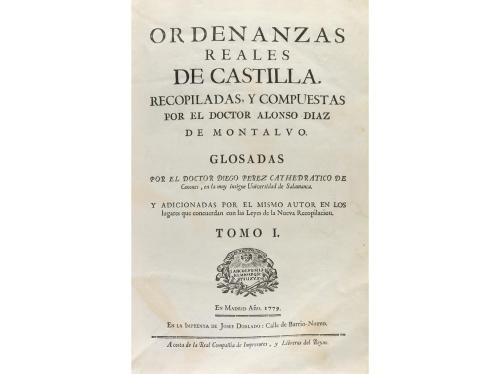 ORDENANZAS
REALES
DE CASTILLA.
RECOPILADAS, Y COMPUESTAS
POR EL DOCTOR ALONSO DIAZ
DE MONTALVO.
GLOSADAS
POR EL DOCTOR DIEGO PEREZ CATHEDRATICO DE
Canones, en la muy insigne Universidad de Salamanca.
Y ADICIONADAS POR EL MISMO AUTOR EN LOS
lugares que concuerdan con las Leyes de la Nueva Recopilacion.
TOMO I.
EN MADRID AÑO. 1779.
EN LA IMPRENTA DE JOSEF DOBLADO: Calle de Barrio-Nuevo.
A costa de la Real Compañia de Impresores, y Libreros del Reyno.